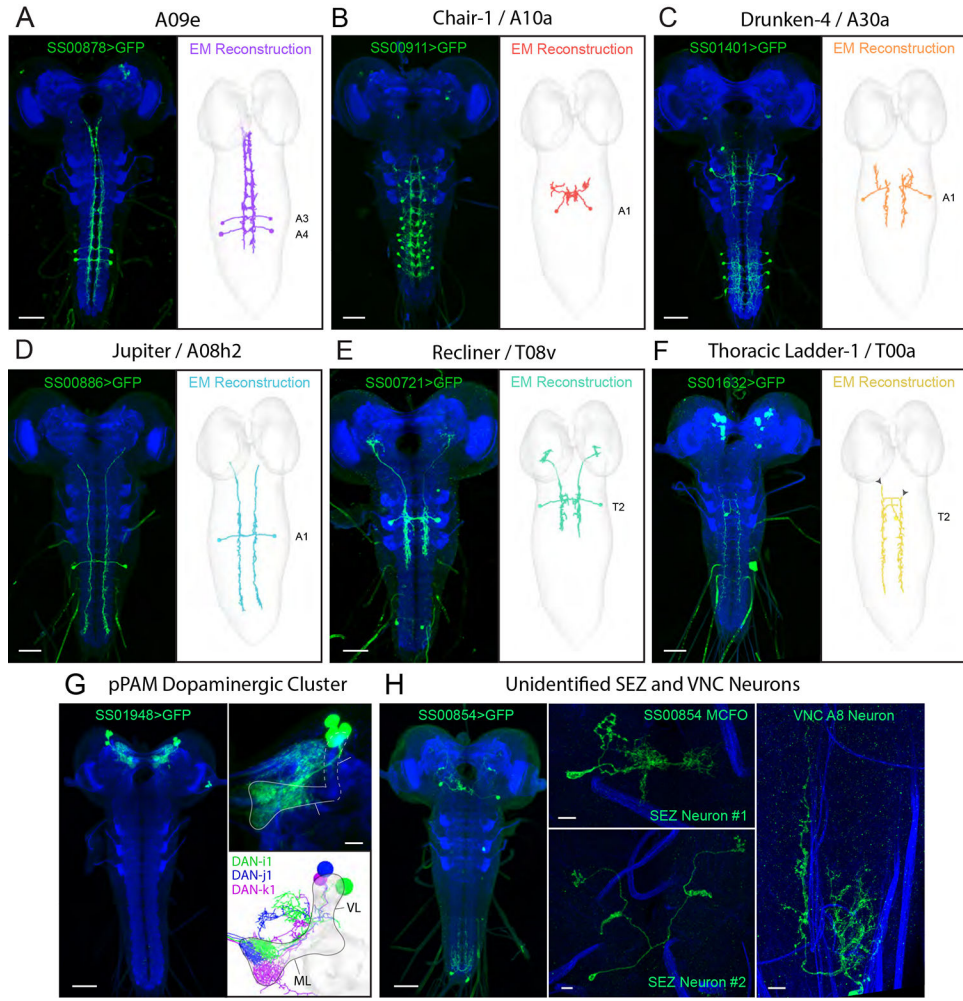 A
A09e
SS00878>GFP
EM Reconstruction
A3
A4
B
Chair-1 / A10a
SS00911>GFP
EM Reconstruction
A1
C
Drunken-4 / A30a
SS01401>GFP
EM Reconstruction
A1
D
Jupiter / A08h2
SS00886>GFP
EM Reconstruction
A1
E
Recliner / T08v
SS00721>GFP
EM Reconstruction
T2
F
Thoracic Ladder-1 / T00a
SS01632>GFP
EM Reconstruction
T2
G
pPAM Dopaminergic Cluster
SS01948>GFP
DAN-i1
DAN-j1
DAN-k1
VL
ML
H
Unidentified SEZ and VNC Neurons
SS00854>GFP
SS00854 MCFO
SEZ Neuron #1
SEZ Neuron #2
VNC A8 Neuron